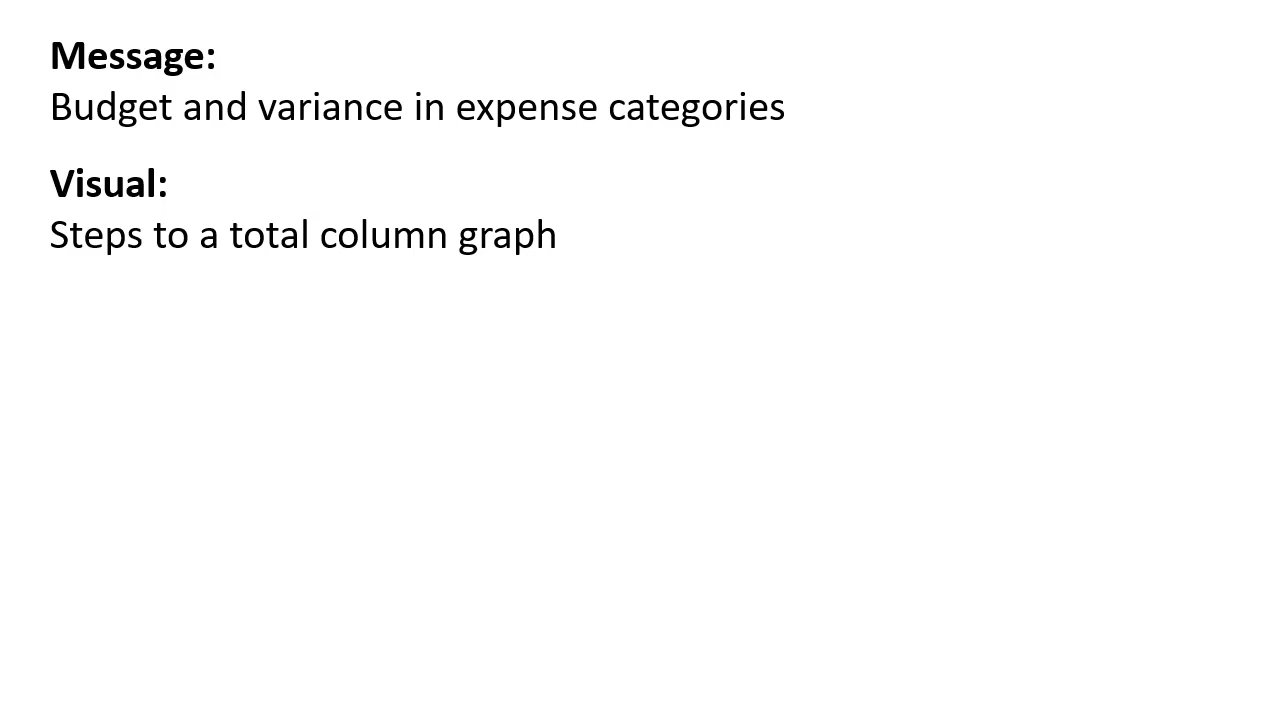 Message:
Budget and variance in expense categories
Visual:
Steps to a total column graph